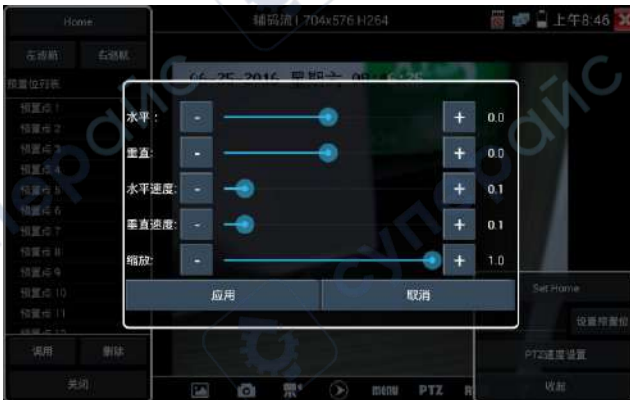 Home
辅码流 | 704x576 H264
上午8:46
预置位列表
06-25-2016 星期六 08:46:26
预置点 1
预置点 2
预置点 3
预置点 4
预置点 5
预置点 6
预置点 7
预置点 8
预置点 9
预置点 10
预置点 11
水平: - + 0.0
垂直: - + 0.0
水平速度: - + 0.1
垂直速度: - + 0.1
缩放: - + 1.0
应用 取消
Set Home
设置预置位
调用 删除
PTZ速度设置
关闭
收起
MENU PTZ